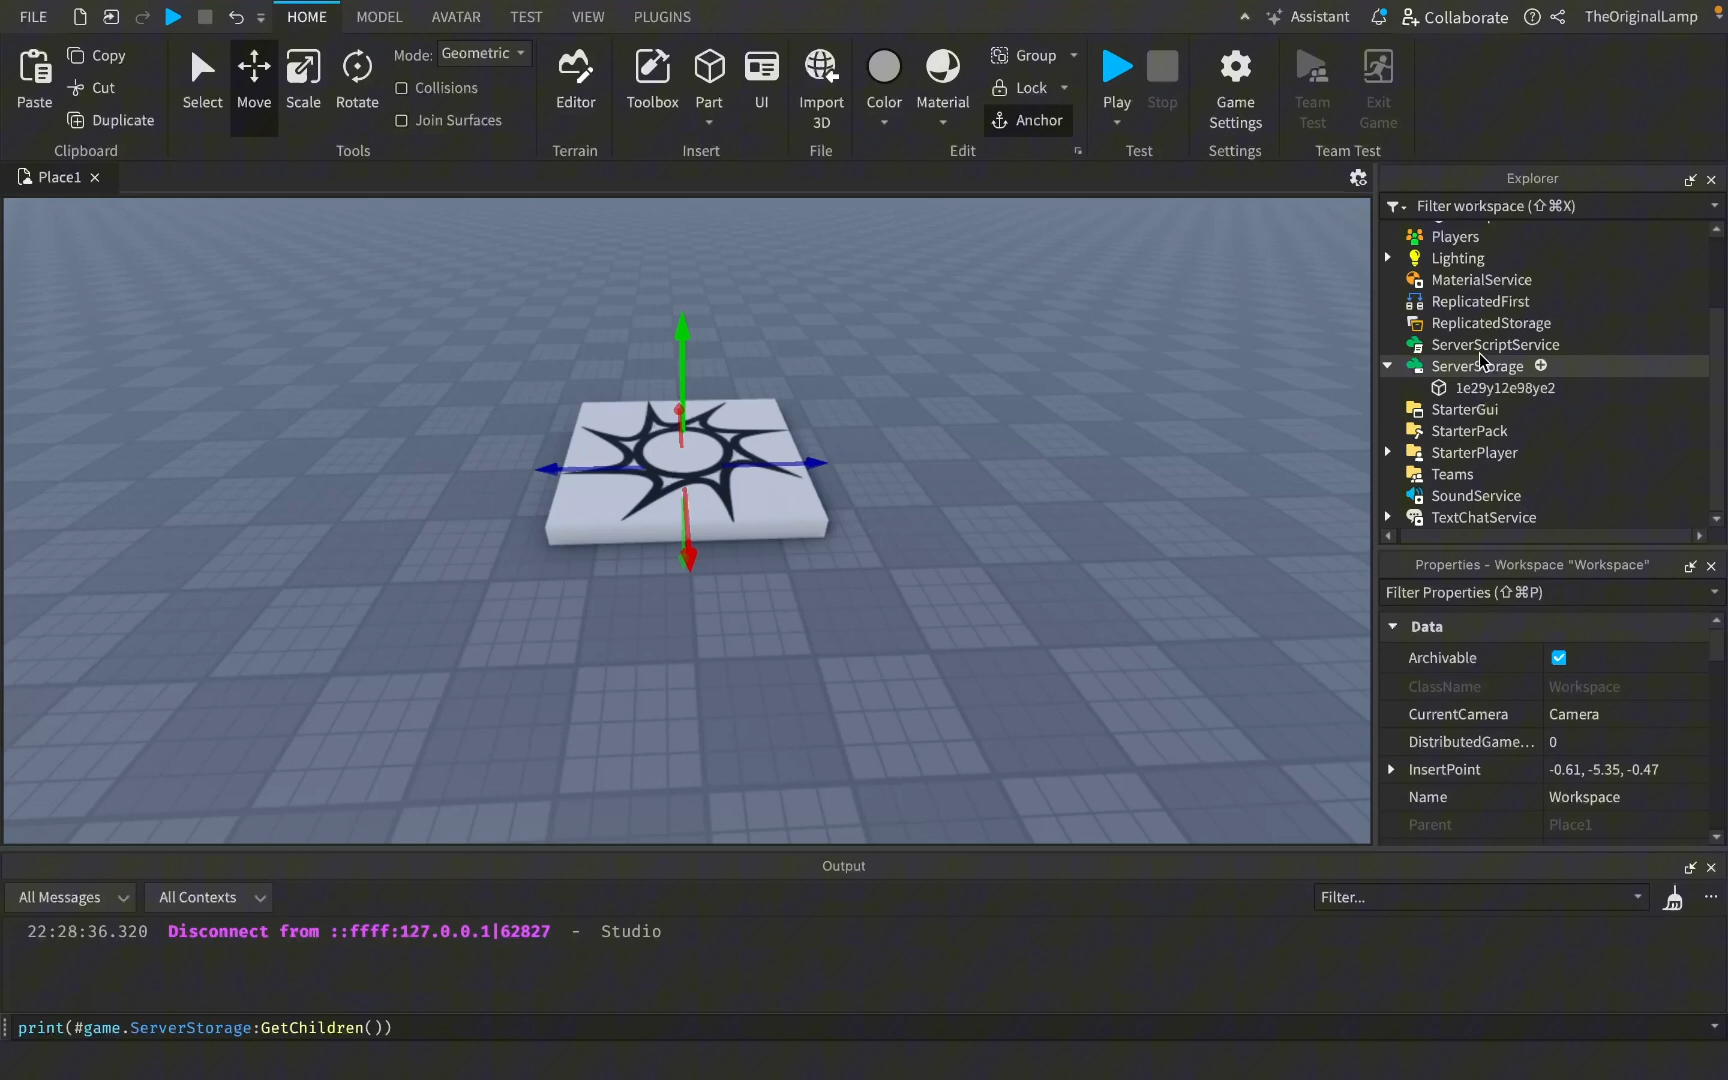 FILE HOME MODEL AVATAR TEST VIEW PLUGINS Assistant Collaborate TheOriginalLamp
Paste
Copy
Cut
Duplicate
Clipboard
Select Move Scale Rotate
Mode: Geometric
Collisions
Join Surfaces
Tools
Editor
Terrain
Toolbox Part UI
Insert
Import
3D
File
Color Material
Group
Lock
Anchor
Edit
Play Stop
Test
Game
Settings
Settings
Team
Test
Exit
Game
Team Test
Place1
Explorer
Filter workspace (⇧⌘X)
Players
Lighting
MaterialService
ReplicatedFirst
ReplicatedStorage
ServerScriptService
ServerStorage
1e29y12e98ye2
StarterGui
StarterPack
StarterPlayer
Teams
SoundService
TextChatService
Properties - Workspace "Workspace"
Filter Properties (⇧⌘P)
Data
Archivable
ClassName Workspace
CurrentCamera Camera
DistributedGame... 0
InsertPoint -0.61, -5.35, -0.47
Name Workspace
Parent Place1
Output
All Messages All Contexts Filter...
22:28:36.320 Disconnect from ::ffff:127.0.0.1|62827 - Studio
print(#game.ServerStorage:GetChildren())